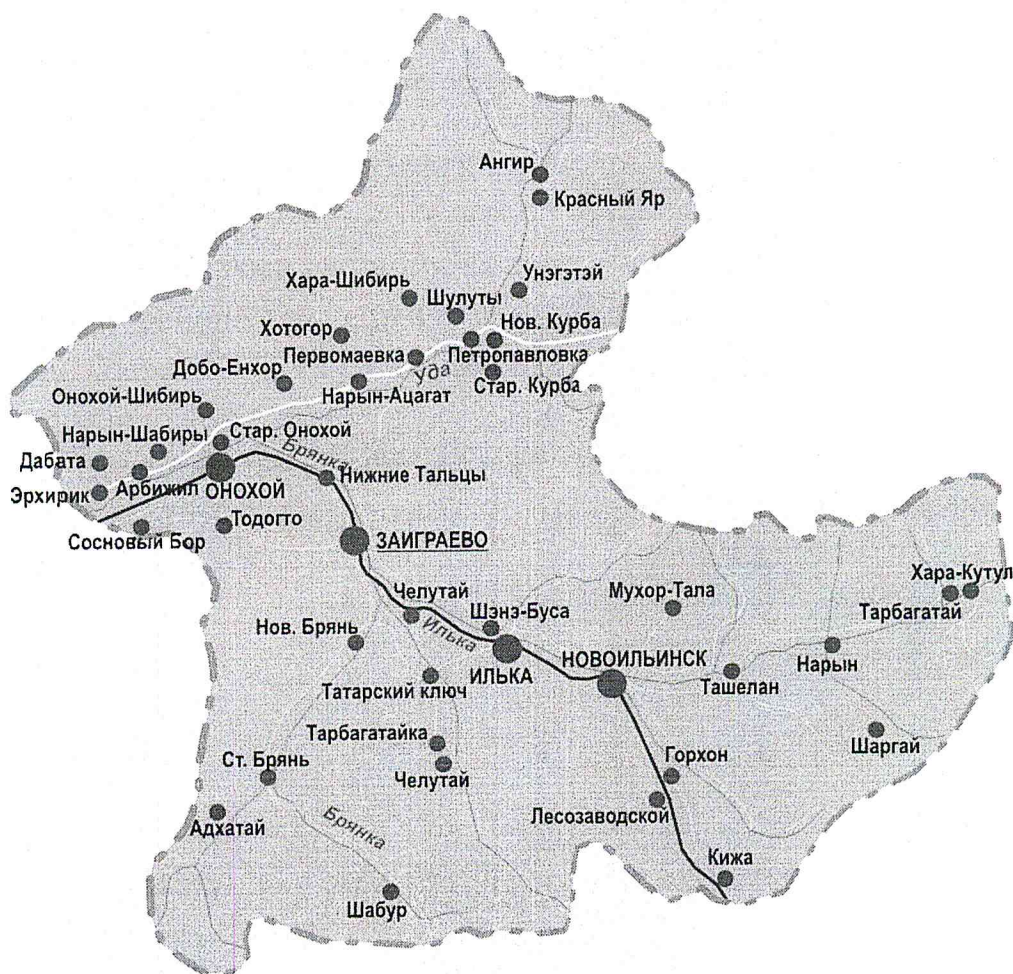 Ангир
Красный Яр
Унэгэтэй
Хара-Шибирь
Шулуты
Нов. Курба
Хотогор
Первомаевка
Петропавловка
Уда
Добо-Енхор
Стар. Курба
Онохой-Шибирь
Нарын-Ацагат
Нарын-Шабиры
Стар. Онохой
Дабата
Брянка
Нижние Тальцы
Эрхирик
Арбижил
ОНОХОЙ
Сосновый Бор
Тодогто
ЗАИГРАЕВО
Хара-Кутул
Челутай
Мухор-Тала
Тарбагатай
Шэнэ-Буса
Нов. Брянь
Илька
НОВОИЛЬИНСК
Нарын
ИЛЬКА
Ташелан
Татарский ключ
Тарбагатайка
Шаргай
Ст. Брянь
Челутай
Горхон
Лесозаводской
Адхатай
Брянка
Кижа
Шабур